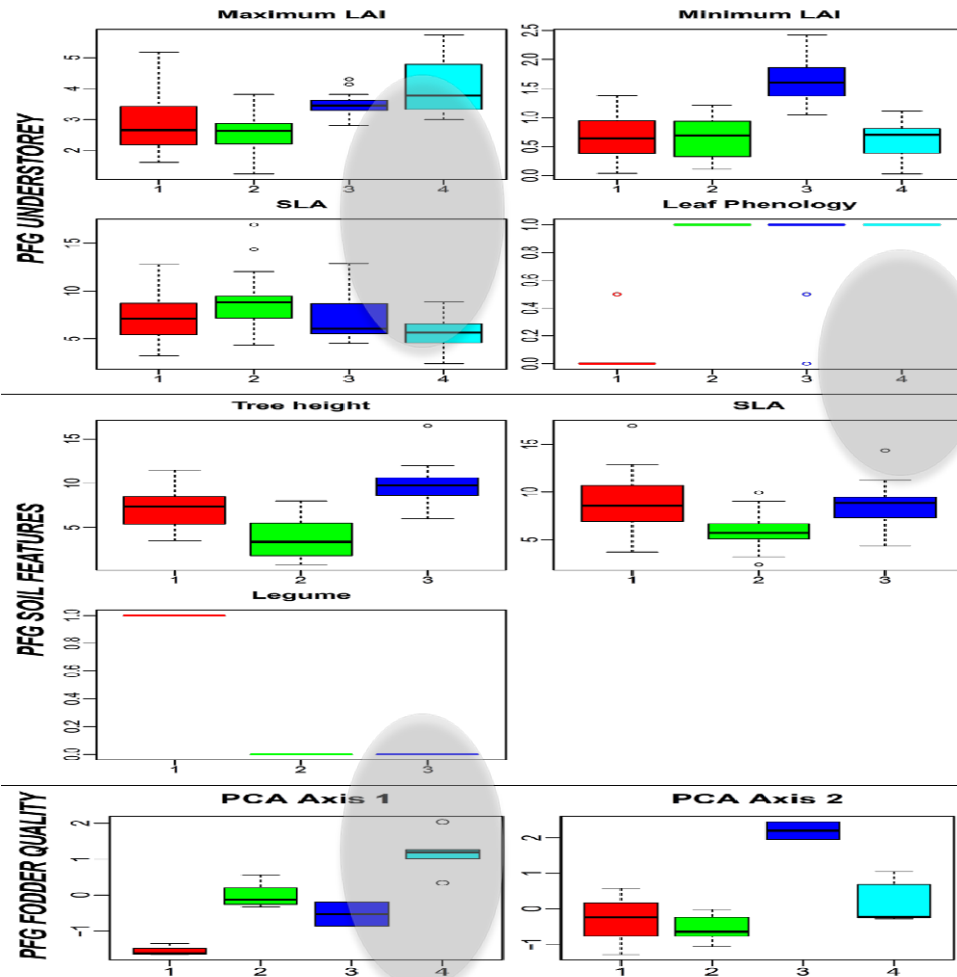 Maximum LAI
Minimum LAI
PFG UNDERSTOREY
2 3 4 5
1 2 3 4
0.0 0.5 1.0 1.5 2.0 2.5
1 2 3 4
SLA
Leaf Phenology
5 10 15
1 2 3 4
0.0 0.2 0.4 0.6 0.8 1.0
1 2 3 4
Tree height
SLA
PFG SOIL FEATURES
5 10 15
1 2 3
5 10 15
1 2 3
Legume
0.0 0.2 0.4 0.6 0.8 1.0
1 2 3
PCA Axis 1
PCA Axis 2
PFG FODDER QUALITY
-1 0 1 2
1 2 3 4
-1 0 1 2
1 2 3 4